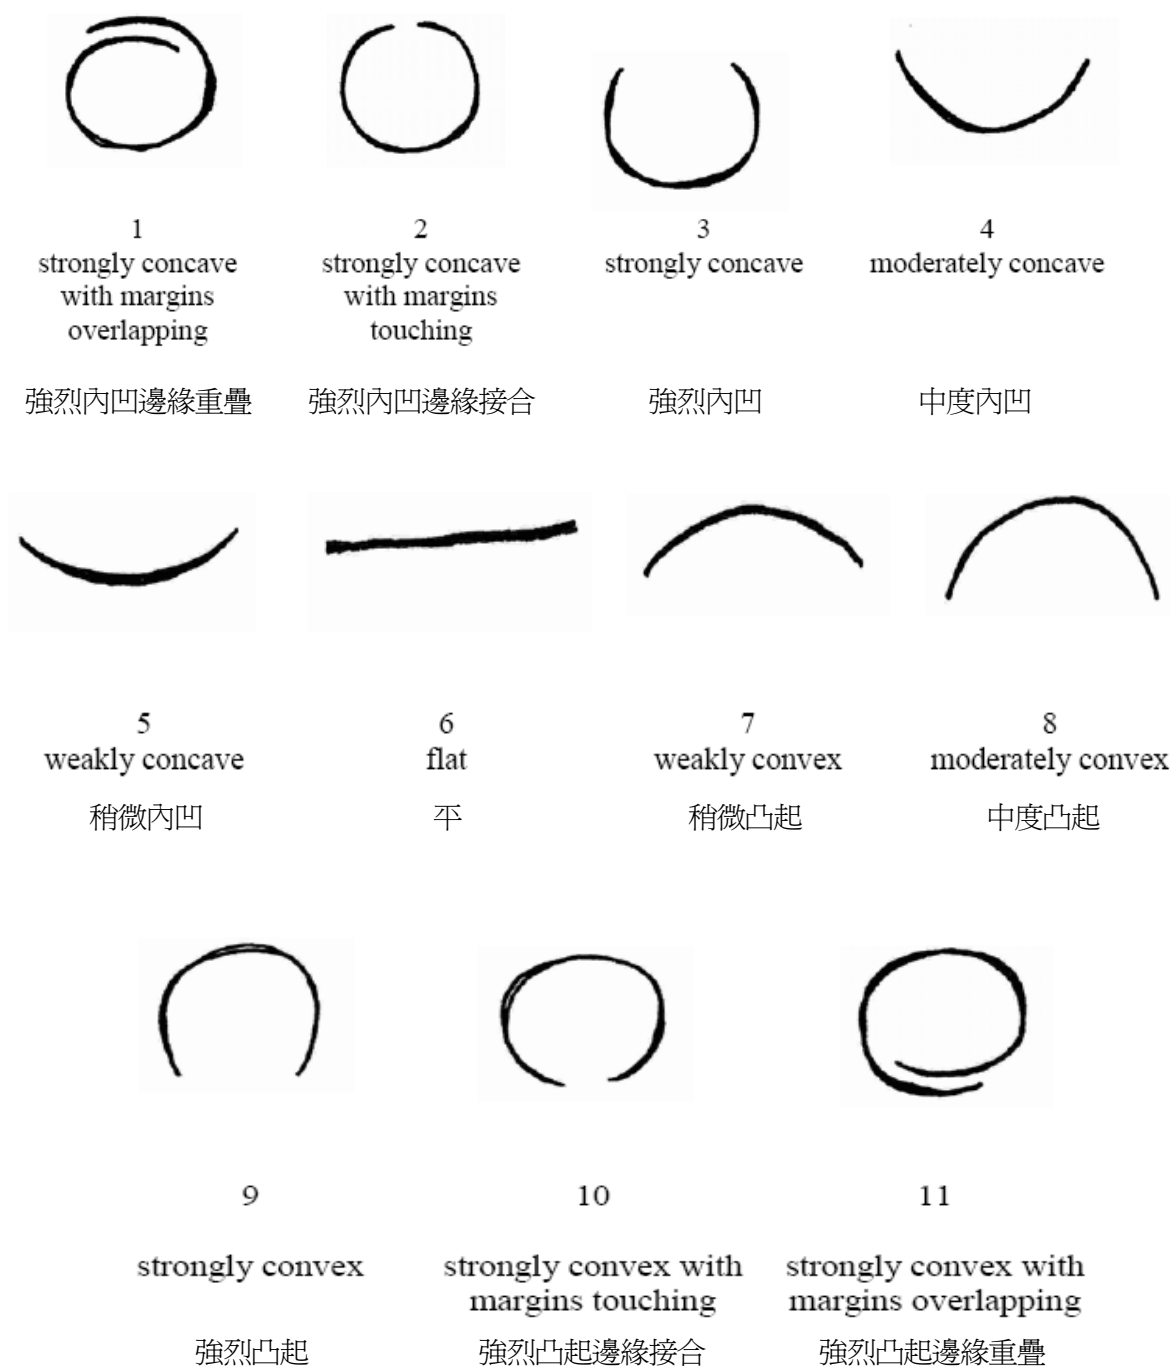 1
strongly concave
with margins
overlapping
強烈內凹邊緣重疊
2
strongly concave
with margins
touching
強烈內凹邊緣接合
3
strongly concave
強烈內凹
4
moderately concave
中度內凹
5
weakly concave
稍微內凹
6
flat
平
7
weakly convex
稍微凸起
8
moderately convex
中度凸起
9
strongly convex
強烈凸起
10
strongly convex with
margins touching
強烈凸起邊緣接合
11
strongly convex with
margins overlapping
強烈凸起邊緣重疊